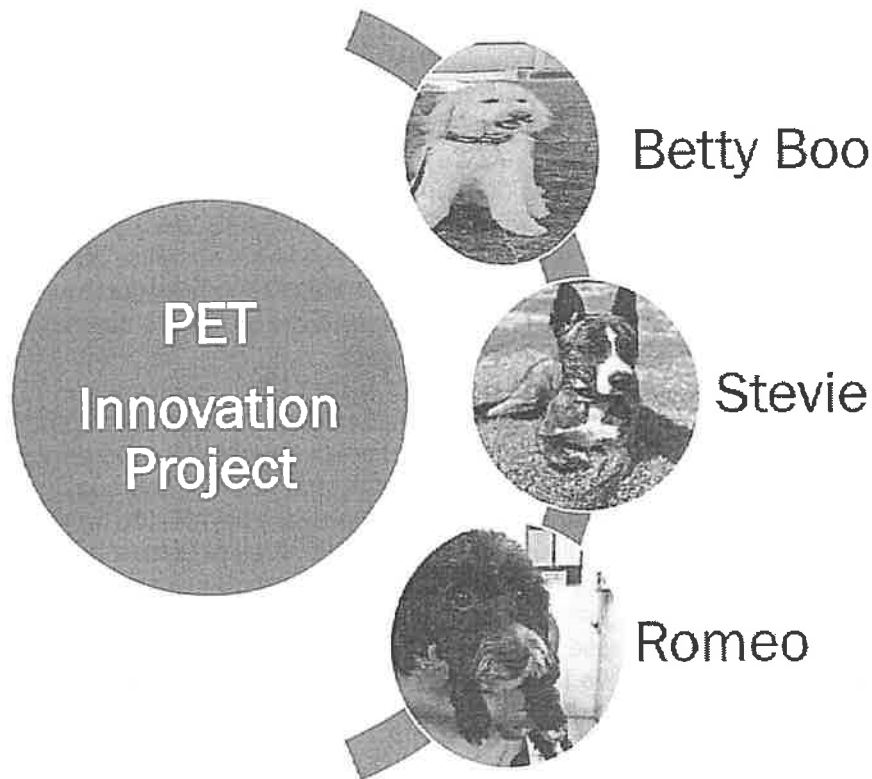 PET
Innovation
Project
Betty Boo
Stevie
Romeo